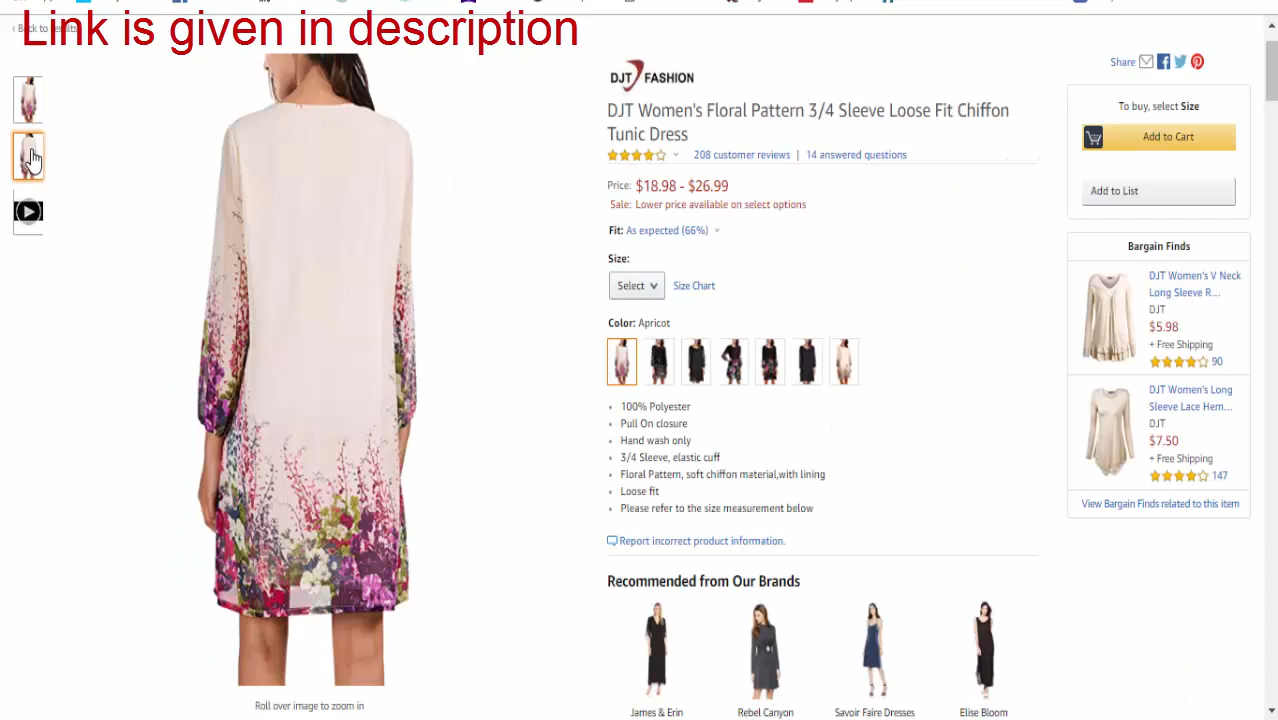 Link is given in description
‹ Back to results
DJT FASHION
DJT Women's Floral Pattern 3/4 Sleeve Loose Fit Chiffon
Tunic Dress
208 customer reviews | 14 answered questions
Price: $18.98 - $26.99
Sale: Lower price available on select options
Fit: As expected (66%)
Size:
Select Size Chart
Color: Apricot
100% Polyester
Pull On closure
Hand wash only
3/4 Sleeve, elastic cuff
Floral Pattern, soft chiffon material,with lining
Loose fit
Please refer to the size measurement below
Report incorrect product information.
Recommended from Our Brands
James & Erin
Rebel Canyon
Savoir Faire Dresses
Elise Bloom
Roll over image to zoom in
Share
To buy, select Size
Add to Cart
Add to List
Bargain Finds
DJT Women's V Neck
Long Sleeve R...
DJT
$5.98
+ Free Shipping
90
DJT Women's Long
Sleeve Lace Hem...
DJT
$7.50
+ Free Shipping
147
View Bargain Finds related to this item